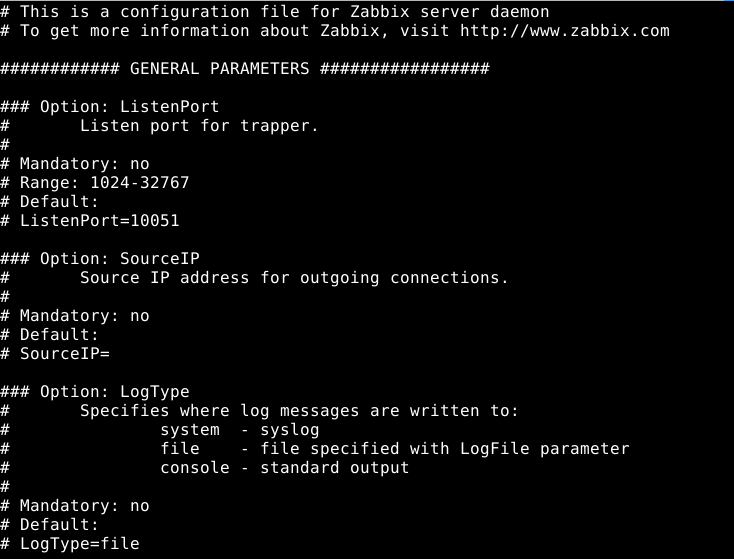 # This is a configuration file for Zabbix server daemon
# To get more information about Zabbix, visit http://www.zabbix.com

############ GENERAL PARAMETERS #################

### Option: ListenPort
#       Listen port for trapper.
#
# Mandatory: no
# Range: 1024-32767
# Default:
# ListenPort=10051

### Option: SourceIP
#       Source IP address for outgoing connections.
#
# Mandatory: no
# Default:
# SourceIP=

### Option: LogType
#       Specifies where log messages are written to:
#               system  - syslog
#               file    - file specified with LogFile parameter
#               console - standard output
#
# Mandatory: no
# Default:
# LogType=file